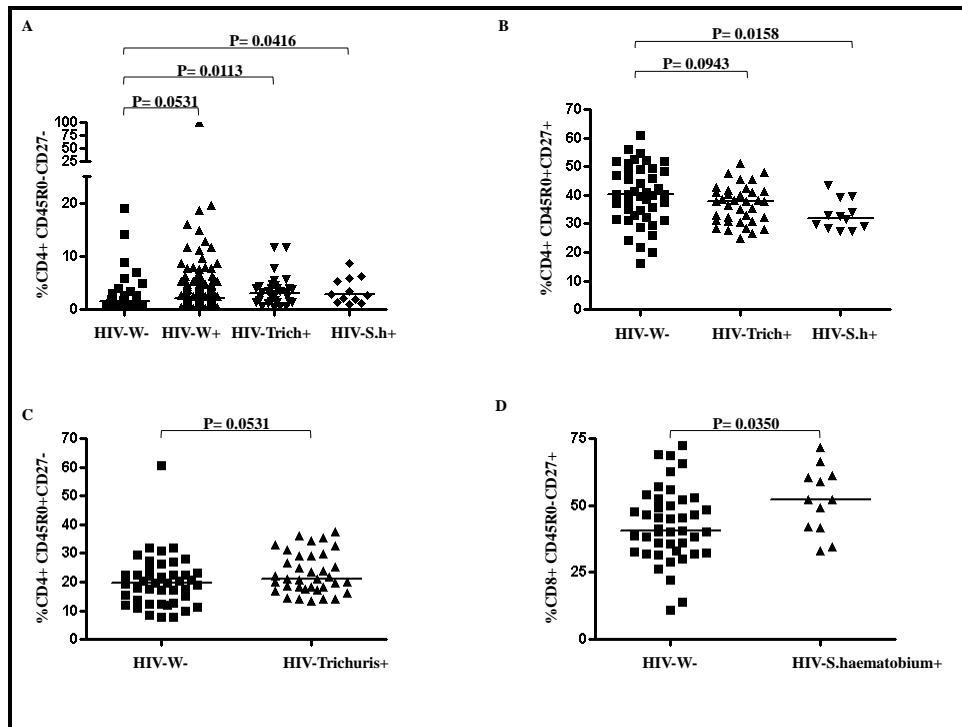 A
P= 0.0416
P= 0.0113
P= 0.0531
%CD4+ CD45R0-CD27-
100
75
50
25
20
10
0
HIV-W- HIV-W+ HIV-Trich+ HIV-S.h+
B
P= 0.0158
P= 0.0943
%CD4+ CD45R0+CD27+
70
60
50
40
30
20
10
0
HIV-W- HIV-Trich+ HIV-S.h+
C
P= 0.0531
%CD4+ CD45R0+CD27-
70
60
50
40
30
20
10
0
HIV-W- HIV-Trichuris+
D
P= 0.0350
%CD8+ CD45R0-CD27+
75
50
25
0
HIV-W- HIV-S.haematobium+